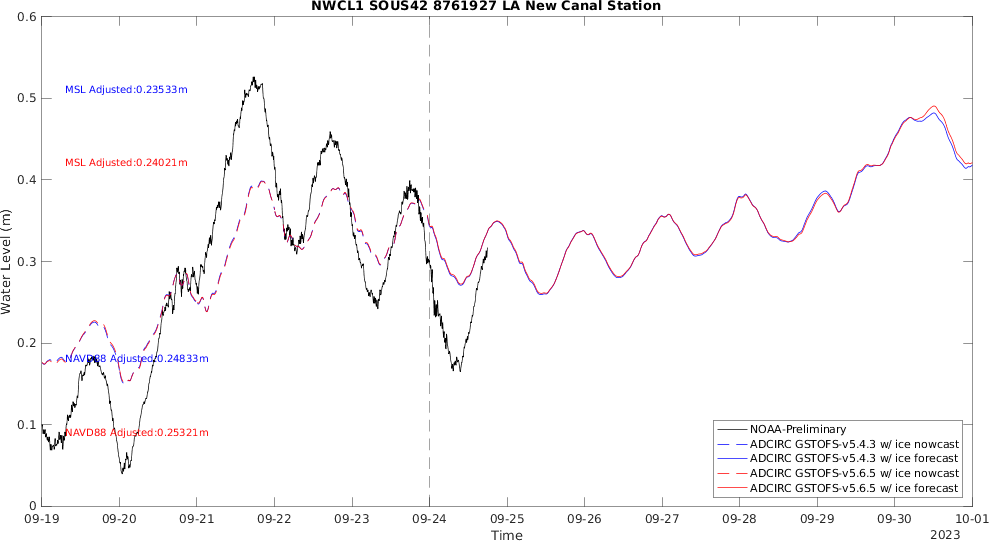 NWCL1 SOUS42 8761927 LA New Canal Station
0.6
0.5
0.4
0.3
0.2
0.1
0
Water Level (m)
MSL Adjusted:0.23533m
MSL Adjusted:0.24021m
NAVD88 Adjusted:0.24833m
NAVD88 Adjusted:0.25321m
NOAA-Preliminary
ADCIRC GSTOFS-v5.4.3 w/ ice nowcast
ADCIRC GSTOFS-v5.4.3 w/ ice forecast
ADCIRC GSTOFS-v5.6.5 w/ ice nowcast
ADCIRC GSTOFS-v5.6.5 w/ ice forecast
09-19 09-20 09-21 09-22 09-23 09-24 09-25 09-26 09-27 09-28 09-29 09-30 10-01
Time
2023